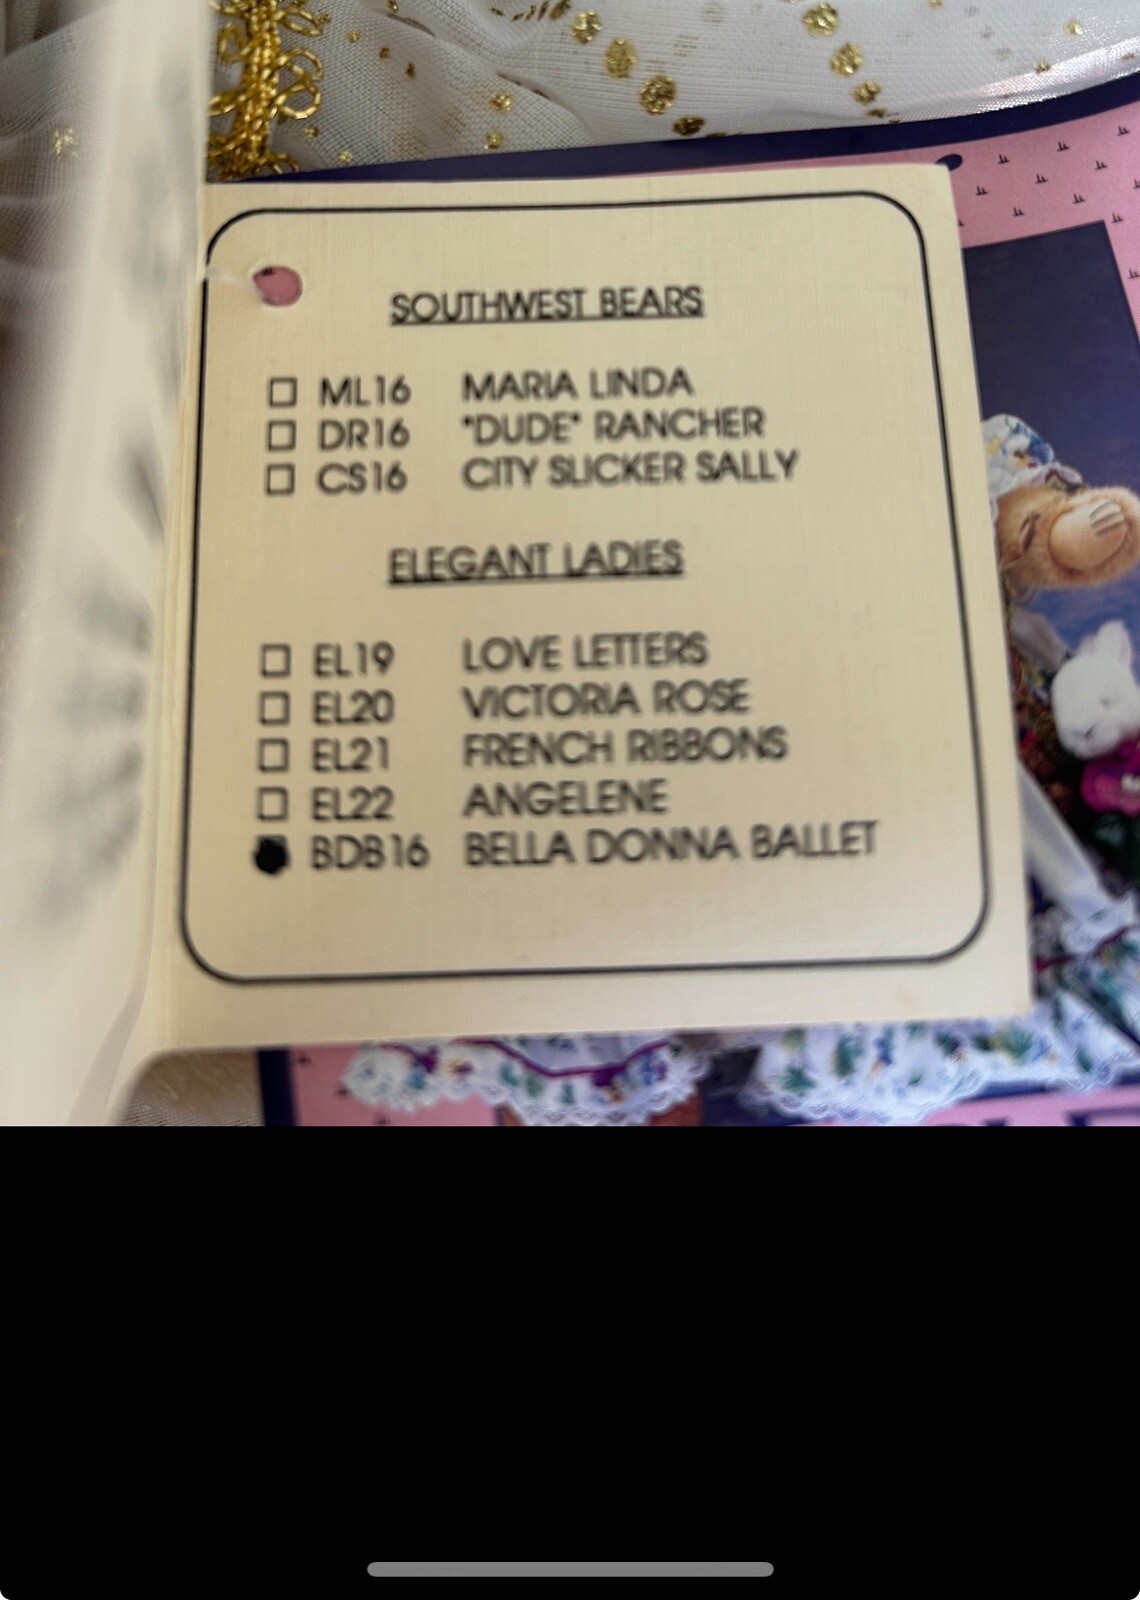 SOUTHWEST BEARS
☐ ML16 MARIA LINDA
☐ DR16 "DUDE" RANCHER
☐ CS16 CITY SLICKER SALLY
ELEGANT LADIES
☐ EL19 LOVE LETTERS
☐ EL20 VICTORIA ROSE
☐ EL21 FRENCH RIBBONS
☐ EL22 ANGELENE
■ BDB16 BELLA DONNA BALLET